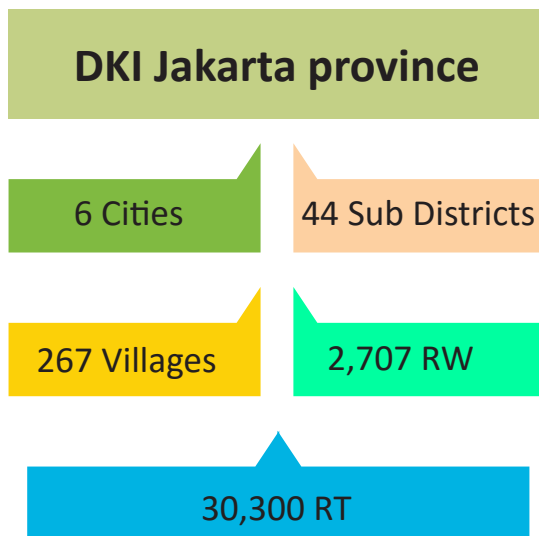 DKI Jakarta province
6 Cities
44 Sub Districts
267 Villages
2,707 RW
30,300 RT